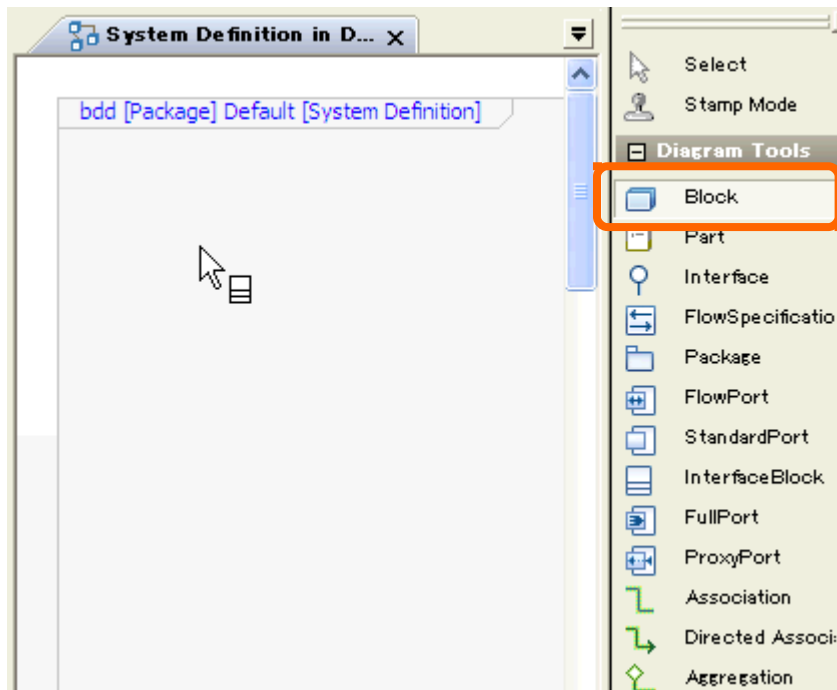 System Definition in D...
bdd [Package] Default [System Definition]
Select
Stamp Mode
Diagram Tools
Block
Part
Interface
FlowSpecificatio
Package
FlowPort
StandardPort
InterfaceBlock
FullPort
ProxyPort
Association
Directed Associ
Aggregation